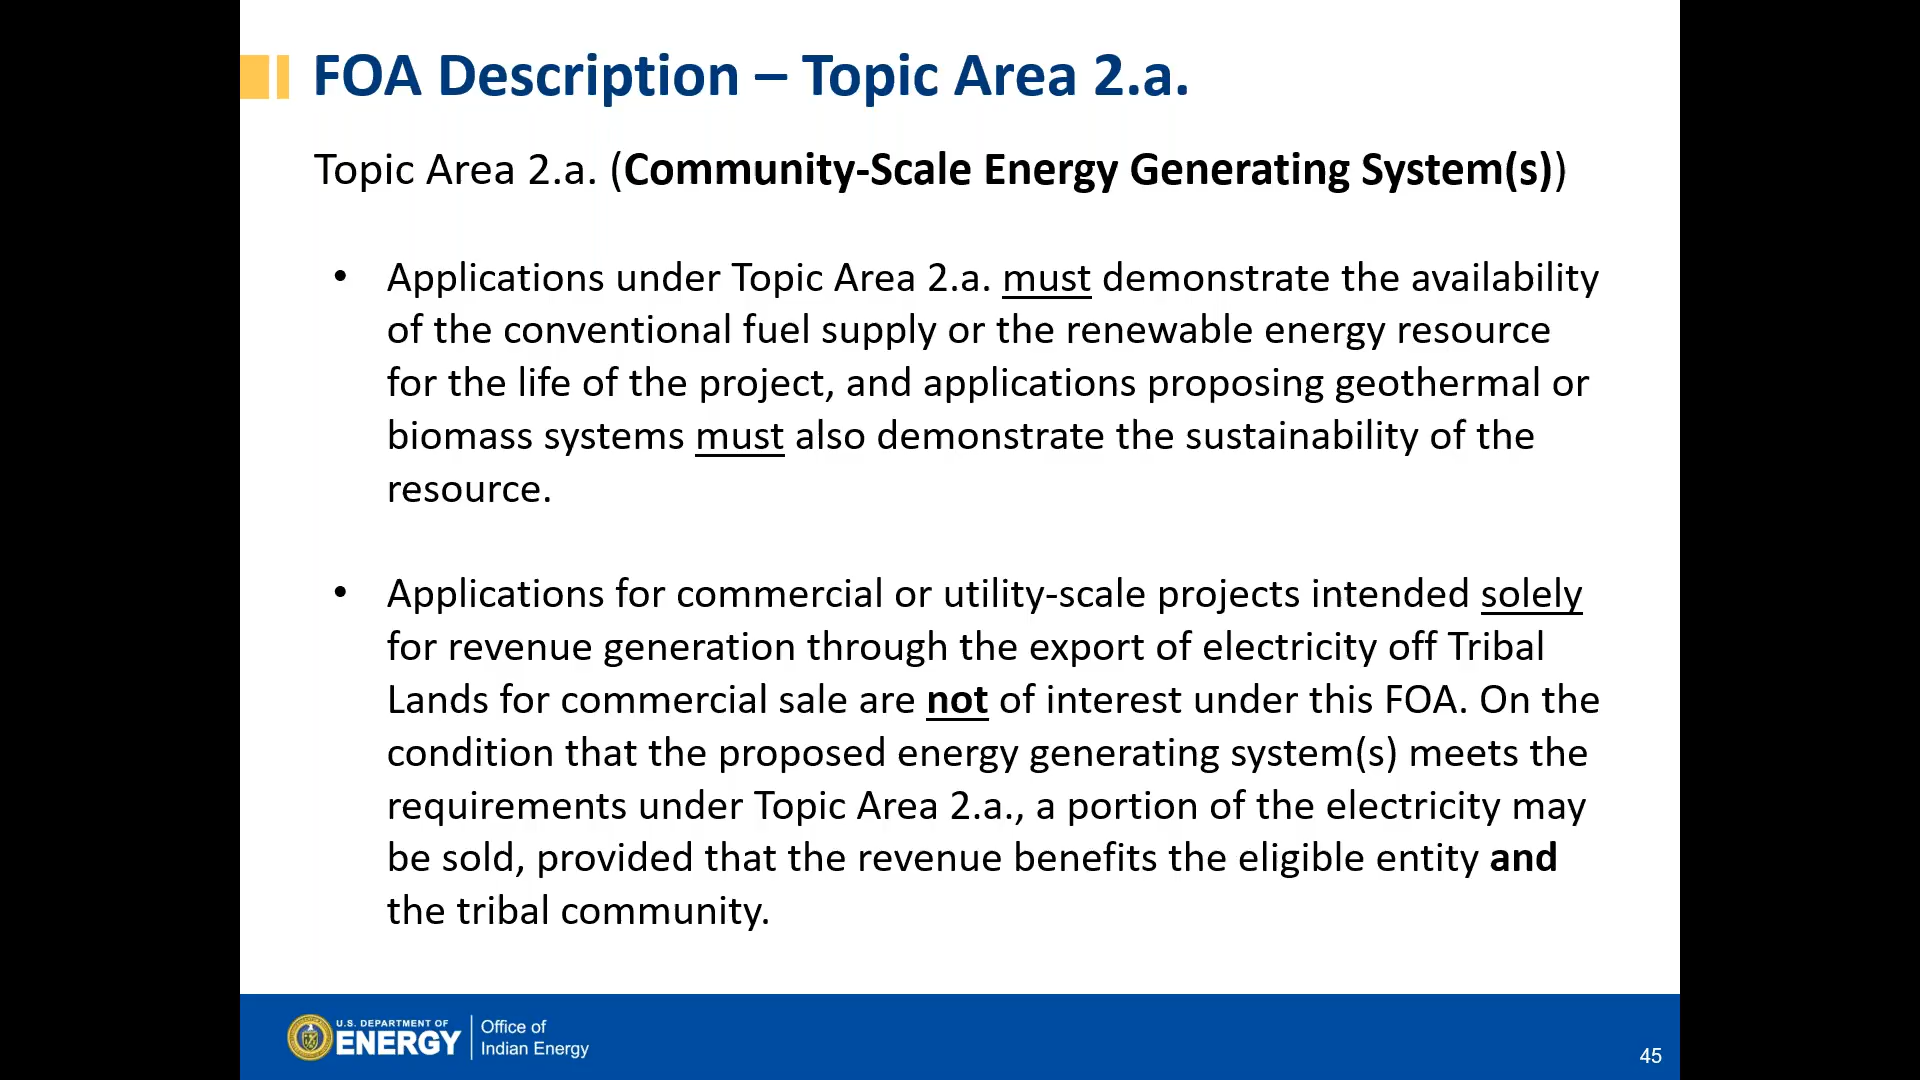 FOA Description – Topic Area 2.a.
Topic Area 2.a. (Community-Scale Energy Generating System(s))
• Applications under Topic Area 2.a. must demonstrate the availability
of the conventional fuel supply or the renewable energy resource
for the life of the project, and applications proposing geothermal or
biomass systems must also demonstrate the sustainability of the
resource.
• Applications for commercial or utility-scale projects intended solely
for revenue generation through the export of electricity off Tribal
Lands for commercial sale are not of interest under this FOA. On the
condition that the proposed energy generating system(s) meets the
requirements under Topic Area 2.a., a portion of the electricity may
be sold, provided that the revenue benefits the eligible entity and
the tribal community.
U.S. DEPARTMENT OF
ENERGY
Office of
Indian Energy
45